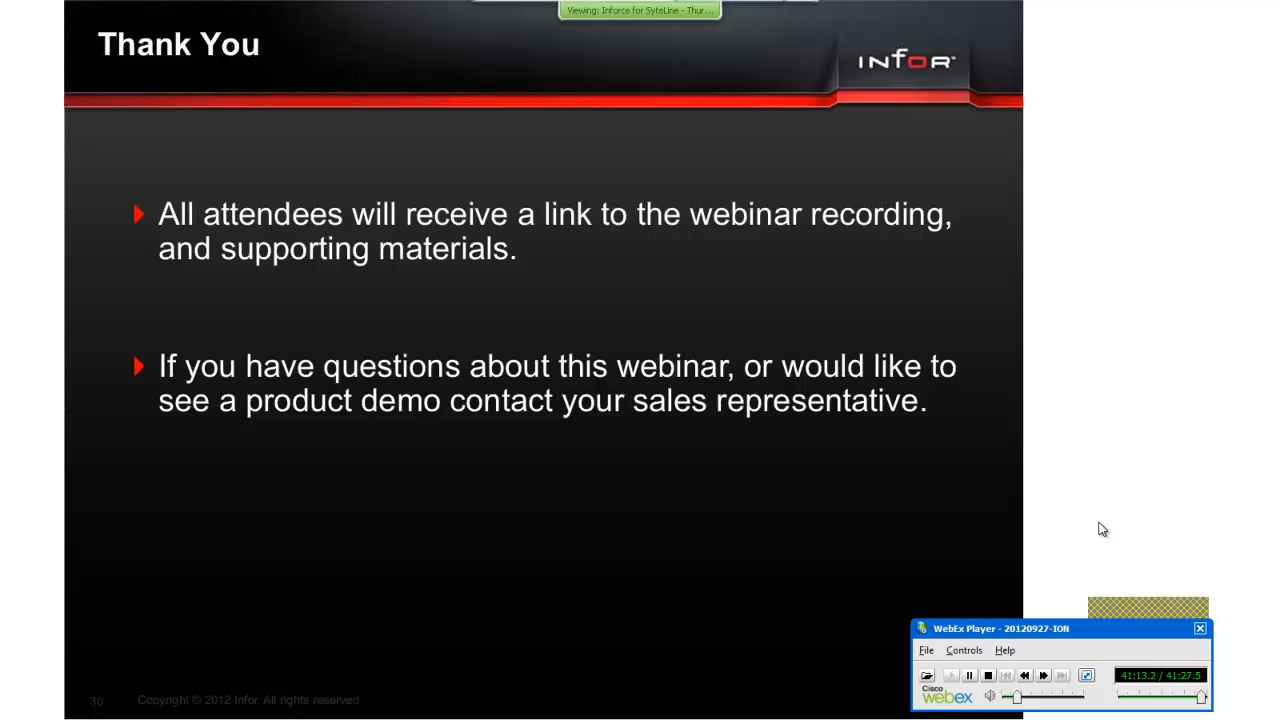 Viewing: Inforce for SyteLine - Thur...
Thank You
infor™
All attendees will receive a link to the webinar recording,
and supporting materials.
If you have questions about this webinar, or would like to
see a product demo contact your sales representative.
30 Copyright © 2012 Infor. All rights reserved
WebEx Player - 20120927-ION
File Controls Help
41:13.2 / 41:27.5
Cisco
webex